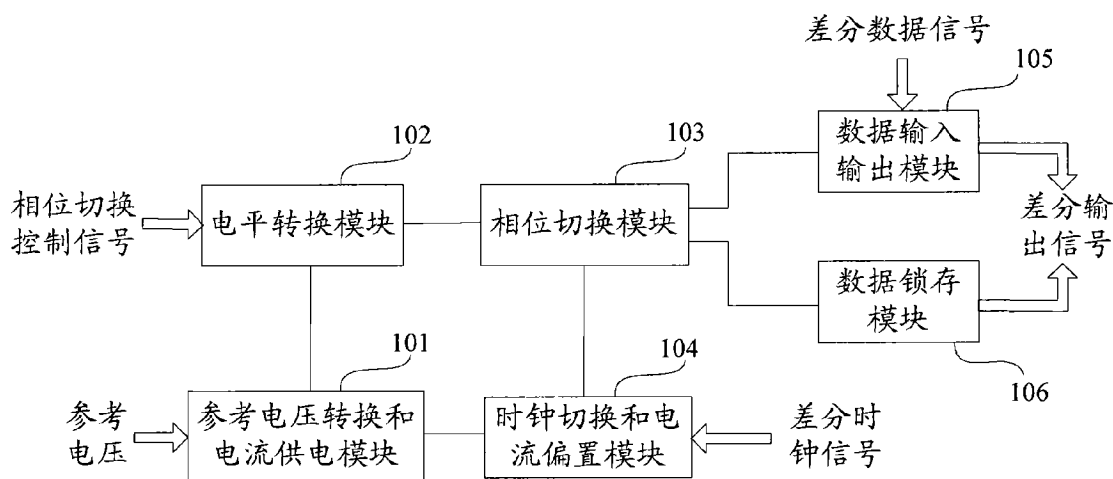 差分数据信号
105
数据输入
输出模块
102
103
相位切换
控制信号
电平转换模块
相位切换模块
差分输
出信号
数据锁存
模块
106
101
104
参考
电压
参考电压转换和
电流供电模块
时钟切换和电
流偏置模块
差分时
钟信号